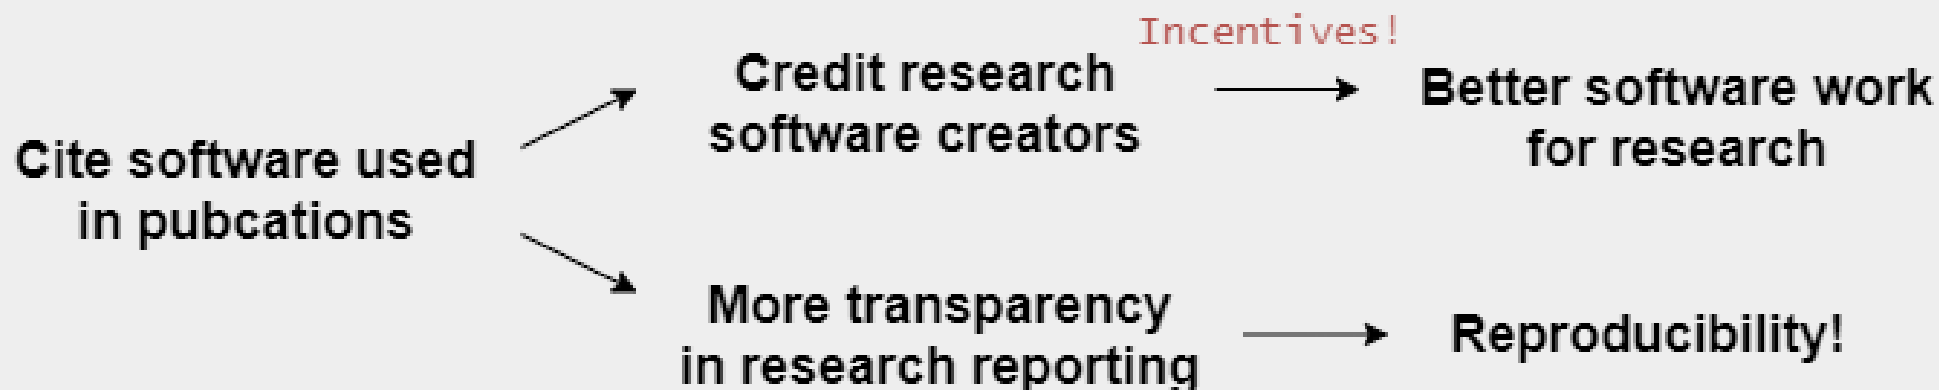 Incentives!
Credit research
software creators
Better software work
for research
Cite software used
in pubcations
More transparency
in research reporting
Reproducibility!